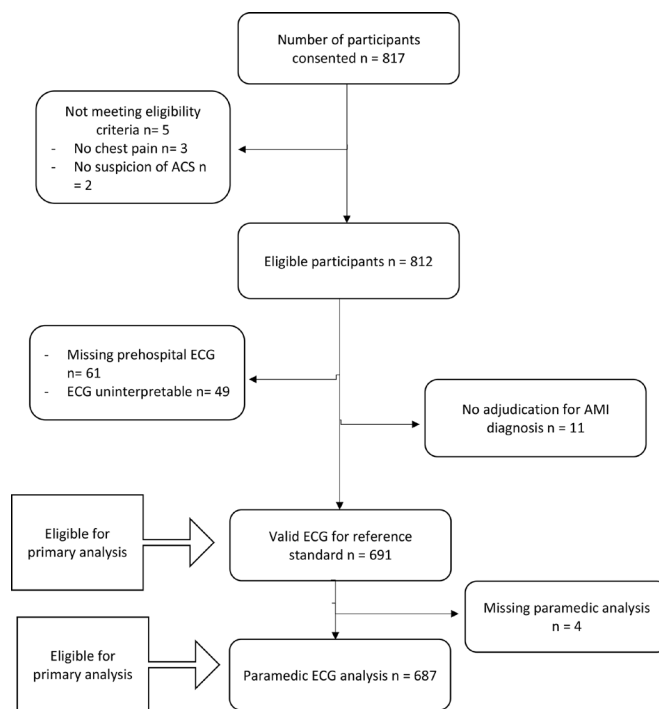 Number of participants
consented n = 817
Not meeting eligibility
criteria n= 5
- No chest pain n= 3
- No suspicion of ACS n
= 2
Eligible participants n = 812
- Missing prehospital ECG
n= 61
- ECG uninterpretable n= 49
No adjudication for AMI
diagnosis n = 11
Eligible for
primary analysis
Valid ECG for reference
standard n = 691
Missing paramedic analysis
n = 4
Eligible for
primary analysis
Paramedic ECG analysis n = 687